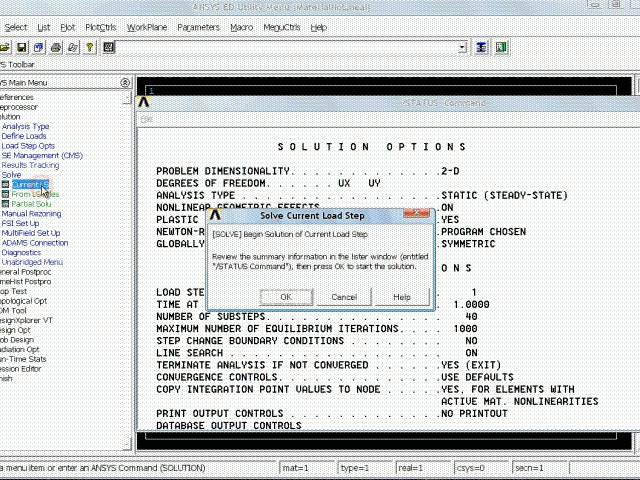 ANSYS ED Utility Menu (MaterialNotLineal)
Select List Plot PlotCtrls WorkPlane Parameters Macro MenuCtrls Help
YS Toolbar
YS Main Menu
eferences
eprocessor
olution
Analysis Type
Define Loads
Load Step Opts
SE Management (CMS)
Results Tracking
Solve
Current LS
From LS Files
Partial Solu
Manual Rezoning
FSI Set Up
MultiField Set Up
ADAMS Connection
Diagnostics
Unabridged Menu
eneral Postproc
meHist Postpro
op Test
opological Opt
OM Tool
esignXplorer VT
esign Opt
ob Design
adiation Opt
un-Time Stats
ession Editor
nish
1
/STATUS Command
File
SOLUTION OPTIONS
PROBLEM DIMENSIONALITY. . . . . . . . . . . . .2-D
DEGREES OF FREEDOM. . . . . . UX UY
ANALYSIS TYPE . . . . . . . . . . . . . . . . .STATIC (STEADY-STATE)
NONLINEAR GEOMETRIC EFFECTS . . . . . . . . . .ON
PLASTIC YES
NEWTON-R PROGRAM CHOSEN
GLOBALLY SYMMETRIC
Solve Current Load Step
[SOLVE] Begin Solution of Current Load Step
Review the summary information in the lister window (entitled
"/STATUS Command"), then press OK to start the solution.
OK Cancel Help
O N S
LOAD STE 1
TIME AT 1.0000
NUMBER OF SUBSTEPS. . . . . . . . . . . . . . . 40
MAXIMUM NUMBER OF EQUILIBRIUM ITERATIONS. . . . 1000
STEP CHANGE BOUNDARY CONDITIONS . . . . . . . . NO
LINE SEARCH . . . . . . . . . . . . . . . . . . ON
TERMINATE ANALYSIS IF NOT CONVERGED . . . . . .YES (EXIT)
CONVERGENCE CONTROLS. . . . . . . . . . . . . .USE DEFAULTS
COPY INTEGRATION POINT VALUES TO NODE . . . . .YES, FOR ELEMENTS WITH
ACTIVE MAT. NONLINEARITIES
PRINT OUTPUT CONTROLS . . . . . . . . . . . . .NO PRINTOUT
DATABASE OUTPUT CONTROLS
a menu item or enter an ANSYS Command (SOLUTION) mat=1 type=1 real=1 csys=0 secn=1